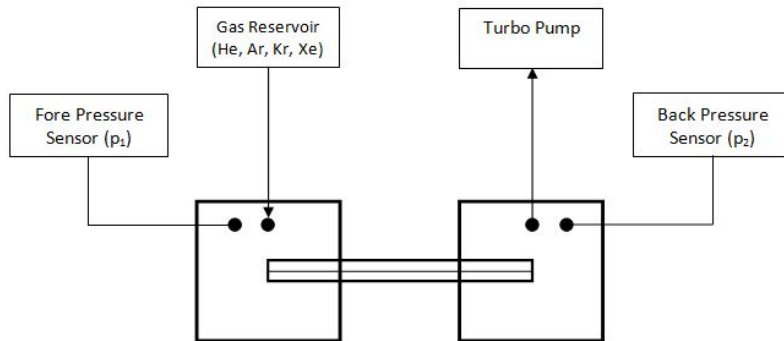 Gas Reservoir
(He, Ar, Kr, Xe)
Turbo Pump
Fore Pressure
Sensor (p₁)
Back Pressure
Sensor (p₂)